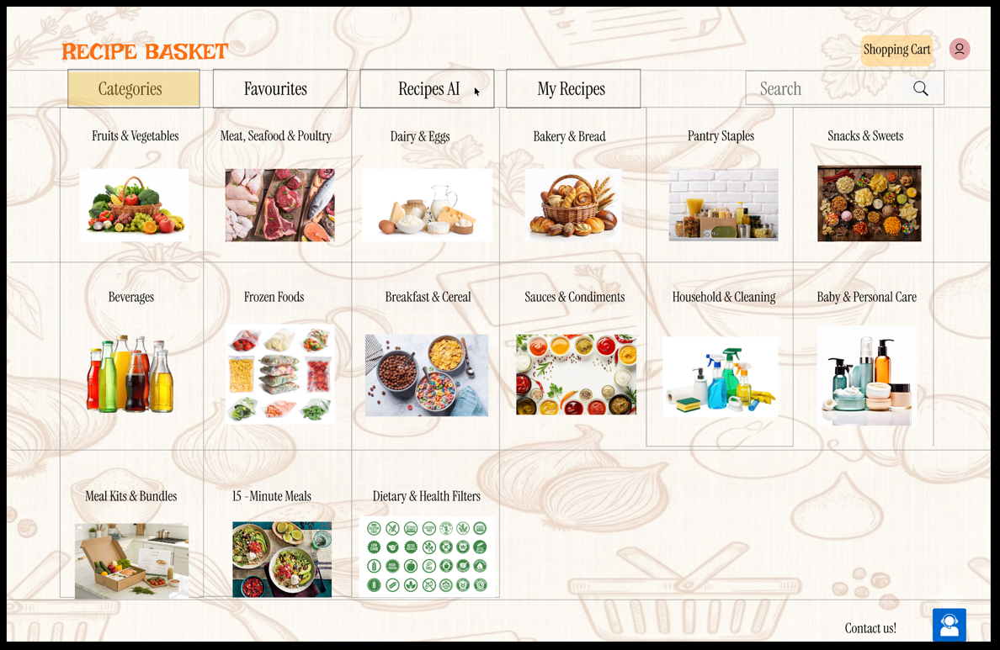 RECIPE BASKET
Shopping Cart
Categories
Favourites
Recipes AI
My Recipes
Search
Fruits & Vegetables
Meat, Seafood & Poultry
Dairy & Eggs
Bakery & Bread
Pantry Staples
Snacks & Sweets
Beverages
Frozen Foods
Breakfast & Cereal
Sauces & Condiments
Household & Cleaning
Baby & Personal Care
Meal Kits & Bundles
15 -Minute Meals
Dietary & Health Filters
Contact us!